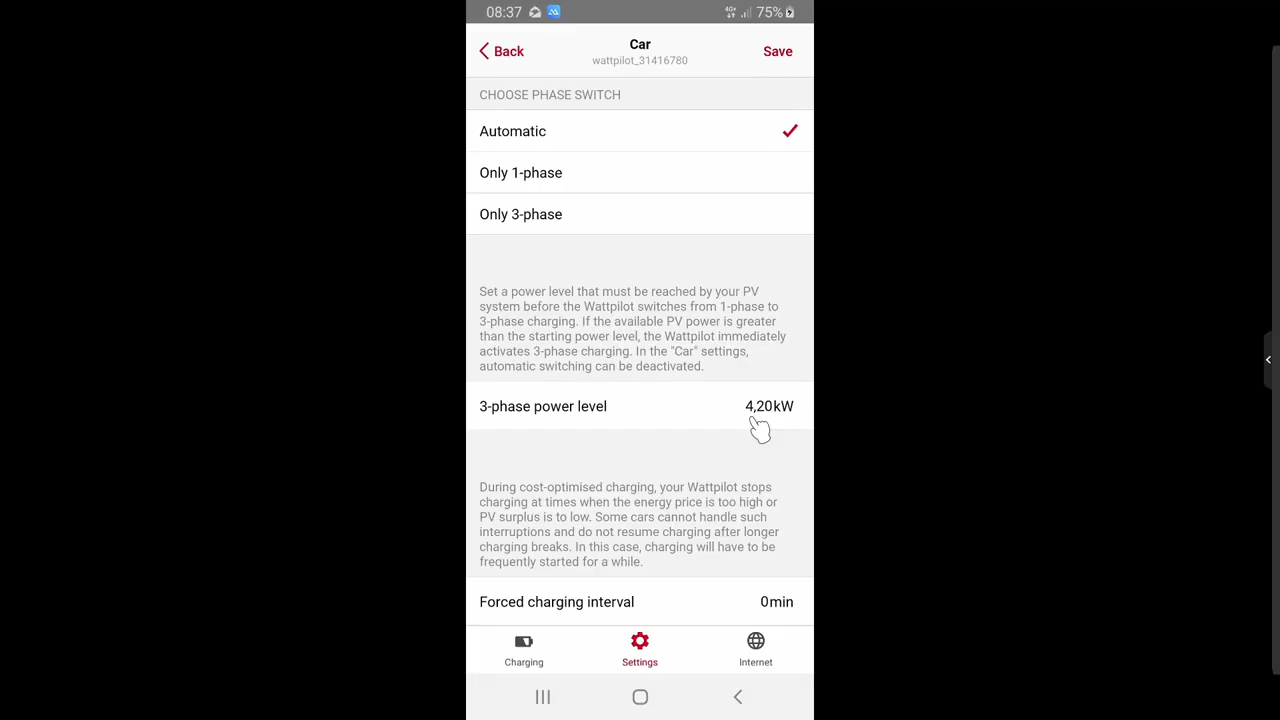 08:37
4G+
75%
Back
Car
Save
wattpilot_31416780
CHOOSE PHASE SWITCH
Automatic
Only 1-phase
Only 3-phase
Set a power level that must be reached by your PV
system before the Wattpilot switches from 1-phase to
3-phase charging. If the available PV power is greater
than the starting power level, the Wattpilot immediately
activates 3-phase charging. In the "Car" settings,
automatic switching can be deactivated.
3-phase power level
4,20kW
During cost-optimised charging, your Wattpilot stops
charging at times when the energy price is too high or
PV surplus is to low. Some cars cannot handle such
interruptions and do not resume charging after longer
charging breaks. In this case, charging will have to be
frequently started for a while.
Forced charging interval
0min
Charging
Settings
Internet